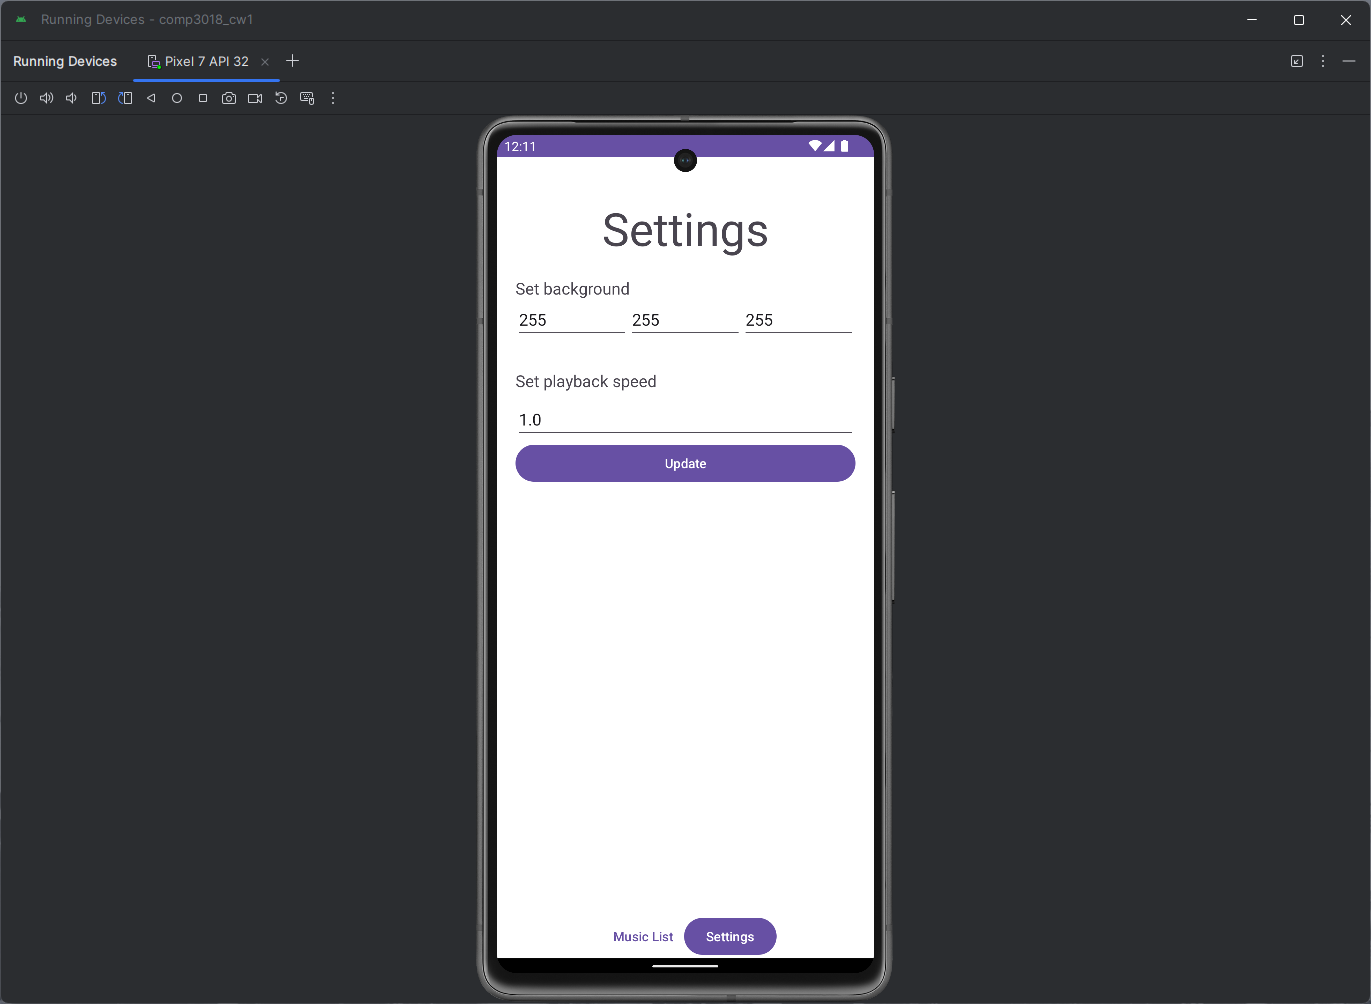 Running Devices - comp3018_cw1
Running Devices Pixel 7 API 32
12:11
Settings
Set background
255 255 255
Set playback speed
1.0
Update
Music List Settings